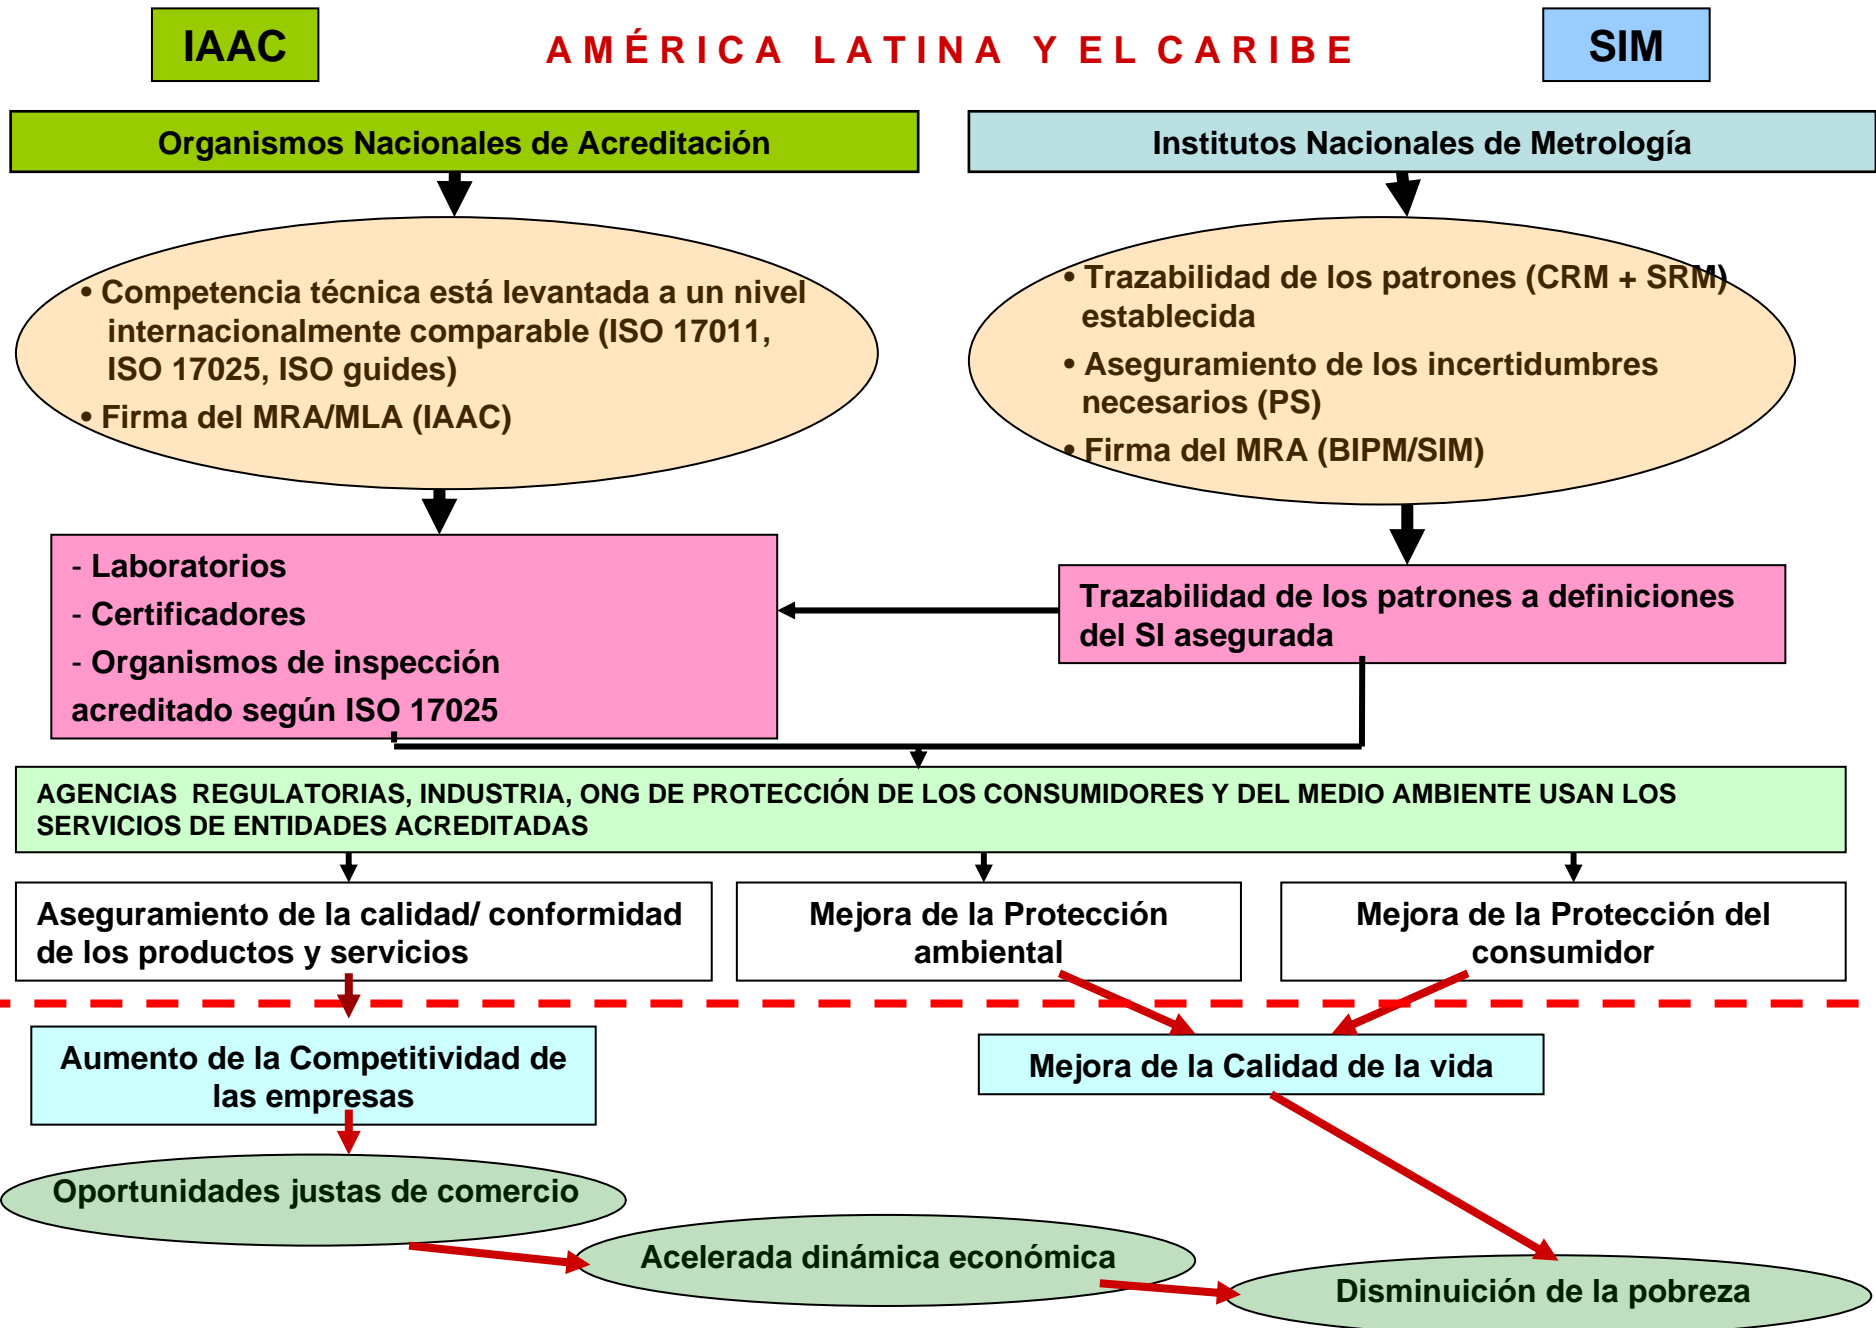 IAAC
AMÉRICA LATINA Y EL CARIBE
SIM
Organismos Nacionales de Acreditación
Institutos Nacionales de Metrología
• Competencia técnica está levantada a un nivel
internacionalmente comparable (ISO 17011,
ISO 17025, ISO guides)
• Firma del MRA/MLA (IAAC)
• Trazabilidad de los patrones (CRM + SRM)
establecida
• Aseguramiento de los incertidumbres
necesarios (PS)
• Firma del MRA (BIPM/SIM)
- Laboratorios
- Certificadores
- Organismos de inspección
acreditado según ISO 17025
Trazabilidad de los patrones a definiciones
del SI asegurada
AGENCIAS REGULATORIAS, INDUSTRIA, ONG DE PROTECCIÓN DE LOS CONSUMIDORES Y DEL MEDIO AMBIENTE USAN LOS
SERVICIOS DE ENTIDADES ACREDITADAS
Aseguramiento de la calidad/ conformidad
de los productos y servicios
Mejora de la Protección
ambiental
Mejora de la Protección del
consumidor
Aumento de la Competitividad de
las empresas
Mejora de la Calidad de la vida
Oportunidades justas de comercio
Acelerada dinámica económica
Disminuición de la pobreza